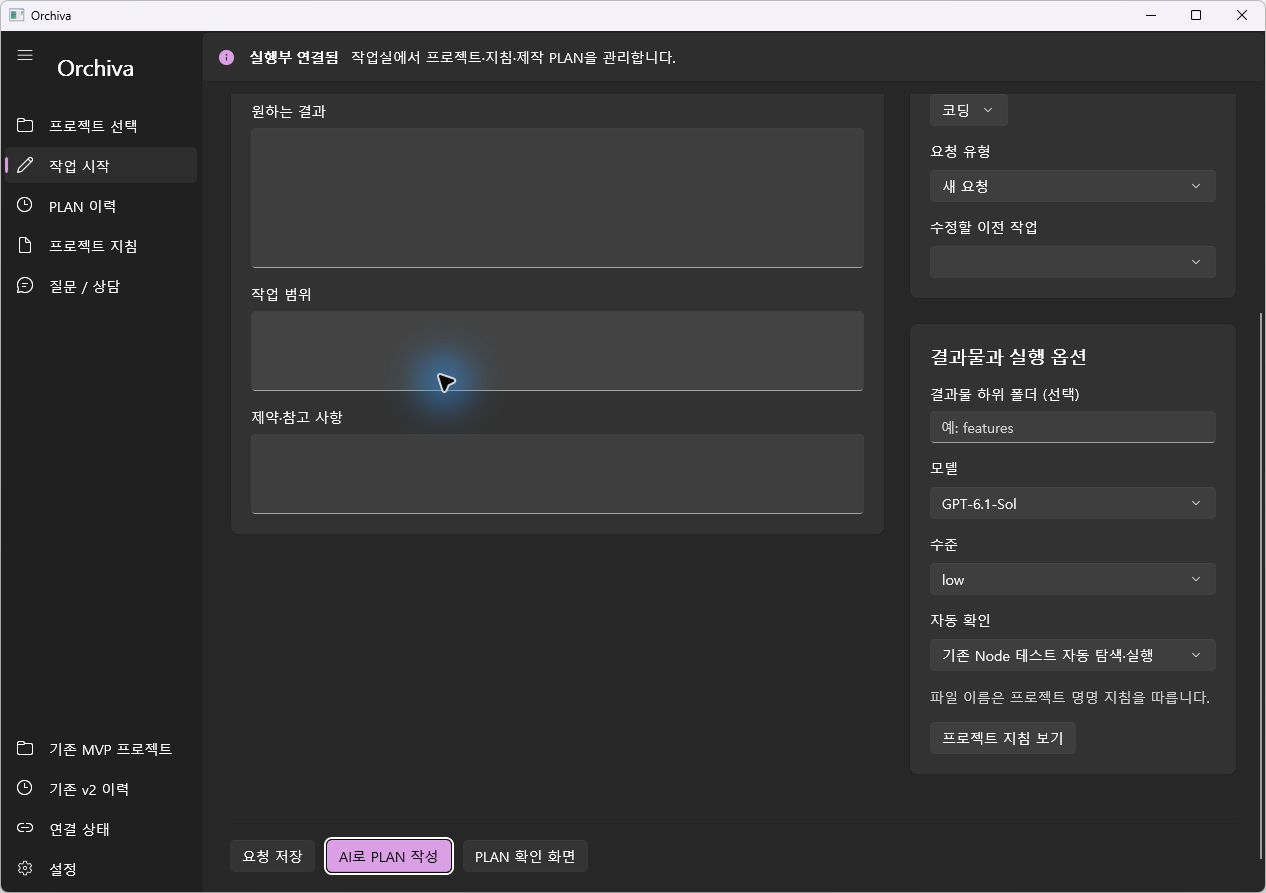 Orchiva
Orchiva
프로젝트 선택
작업 시작
PLAN 이력
프로젝트 지침
질문 / 상담
기존 MVP 프로젝트
기존 v2 이력
연결 상태
설정
실행부 연결됨 작업실에서 프로젝트·지침·제작 PLAN을 관리합니다.
원하는 결과
작업 범위
제약·참고 사항
코딩
요청 유형
새 요청
수정할 이전 작업
결과물과 실행 옵션
결과물 하위 폴더 (선택)
예: features
모델
GPT-6.1-Sol
수준
low
자동 확인
기존 Node 테스트 자동 탐색·실행
파일 이름은 프로젝트 명명 지침을 따릅니다.
프로젝트 지침 보기
요청 저장
AI로 PLAN 작성
PLAN 확인 화면